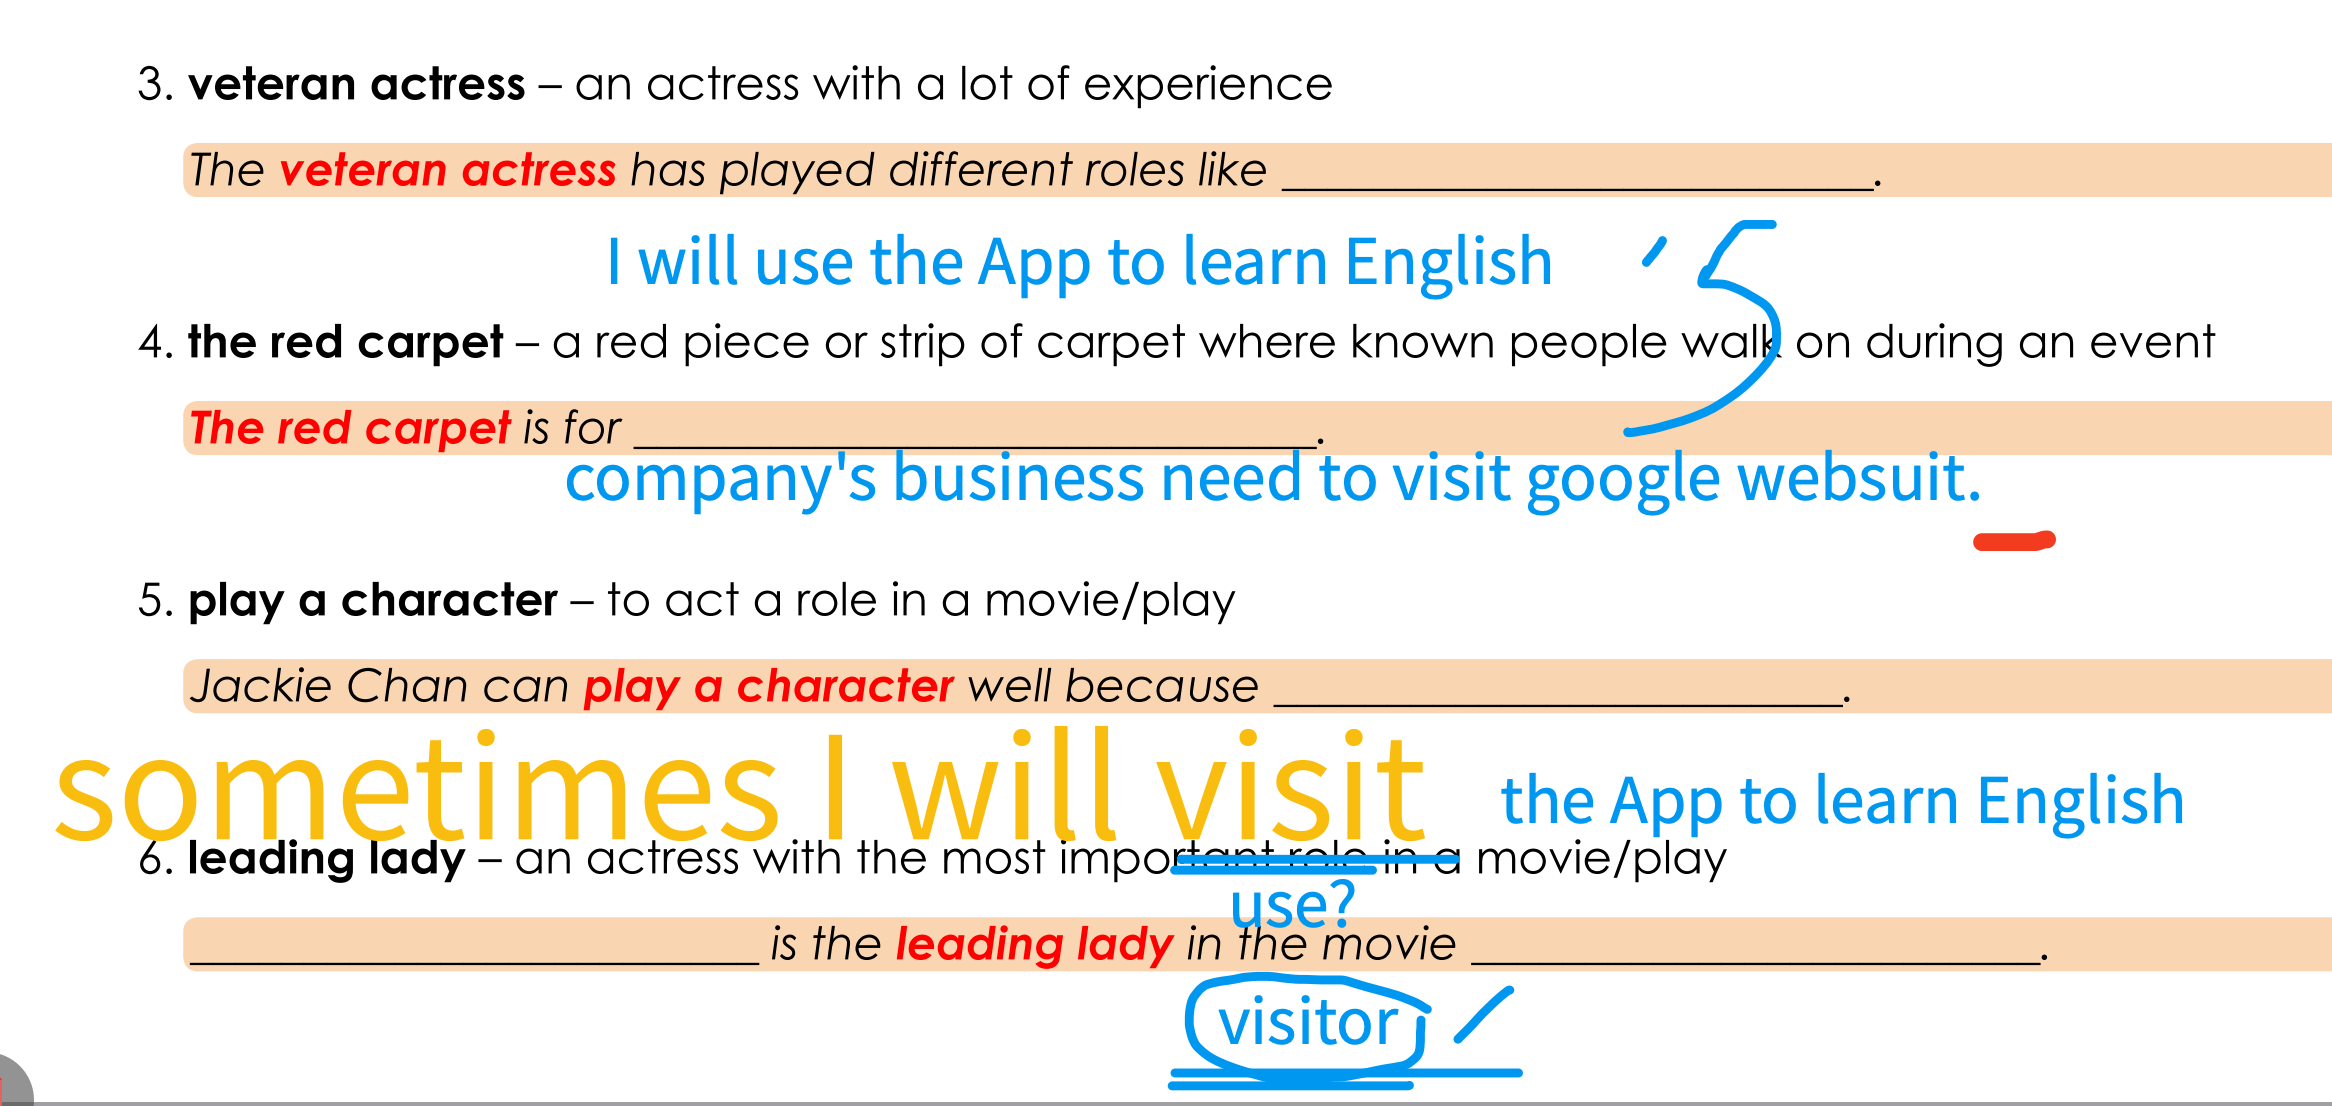 3. veteran actress – an actress with a lot of experience
The veteran actress has played different roles like ____________________.
I will use the App to learn English
's
4. the red carpet – a red piece or strip of carpet where known people walk on during an event
The red carpet is for ____________________.
company's business need to visit google websuit.
5. play a character – to act a role in a movie/play
Jackie Chan can play a character well because ____________________.
sometimes I will visit the App to learn English
6. leading lady – an actress with the most important role in a movie/play
use?
____________________ is the leading lady in the movie ____________________.
visitor